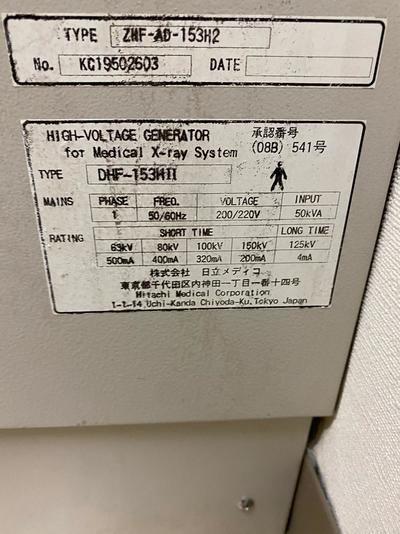 TYPE ZHF-AD-153H2
No. KC19502603 DATE
HIGH-VOLTAGE GENERATOR
for Medical X-ray System
承認番号
(08B) 541号
TYPE DHF-153HII
MAINS PHASE FREQ. VOLTAGE INPUT
1 50/60Hz 200/220V 50kVA
RATING SHORT TIME LONG TIME
63kV 80kV 100kV 150kV 125kV
500mA 400mA 320mA 200mA 4mA
株式会社 日立メディコ
東京都千代田区内神田一丁目一番十四号
Hitachi Medical Corporation
1-1-14 Uchi-Kanda Chiyoda-Ku,Tokyo Japan